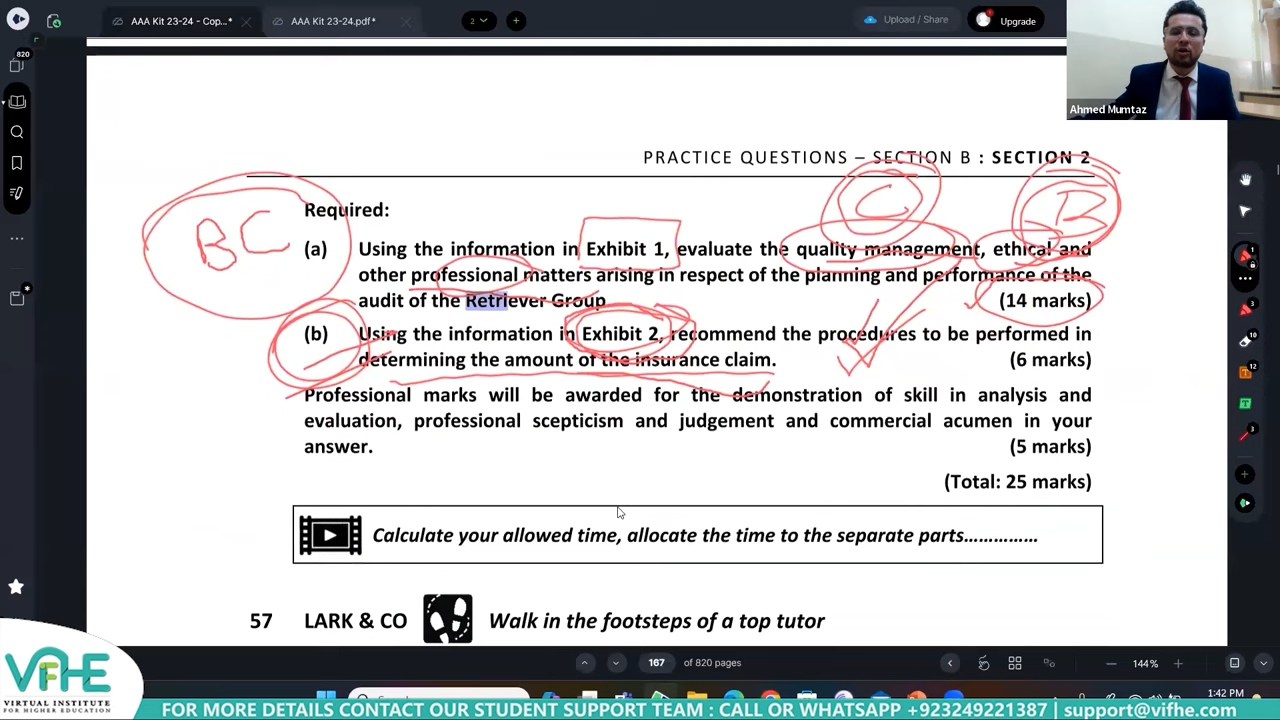 AAA Kit 23-24 - Cop...*
AAA Kit 23-24.pdf*
2
Upload / Share
Upgrade
820
Ahmed Mumtaz
PRACTICE QUESTIONS – SECTION B : SECTION 2
C
B
BC
Required:
(a) Using the information in Exhibit 1, evaluate the quality management, ethical and
other professional matters arising in respect of the planning and performance of the
audit of the Retriever Group (14 marks)
(b) Using the information in Exhibit 2, recommend the procedures to be performed in
determining the amount of the insurance claim. (6 marks)
Professional marks will be awarded for the demonstration of skill in analysis and
evaluation, professional scepticism and judgement and commercial acumen in your
answer. (5 marks)
(Total: 25 marks)
Calculate your allowed time, allocate the time to the separate parts……………
57 LARK & CO Walk in the footsteps of a top tutor
167 of 820 pages
144%
1:42 PM
VFHE
VIRTUAL INSTITUTE
FOR HIGHER EDUCATION
FOR MORE DETAILS CONTACT OUR STUDENT SUPPORT TEAM : CALL OR WHATSAPP +923249221387 | support@vifhe.com